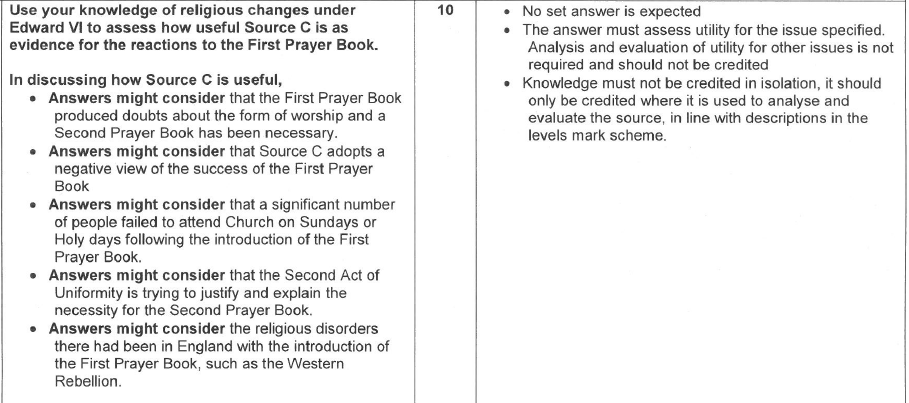 Use your knowledge of religious changes under
Edward VI to assess how useful Source C is as
evidence for the reactions to the First Prayer Book.
In discussing how Source C is useful,
• Answers might consider that the First Prayer Book
produced doubts about the form of worship and a
Second Prayer Book has been necessary.
• Answers might consider that Source C adopts a
negative view of the success of the First Prayer
Book
• Answers might consider that a significant number
of people failed to attend Church on Sundays or
Holy days following the introduction of the First
Prayer Book.
• Answers might consider that the Second Act of
Uniformity is trying to justify and explain the
necessity for the Second Prayer Book.
• Answers might consider the religious disorders
there had been in England with the introduction of
the First Prayer Book, such as the Western
Rebellion.
10
• No set answer is expected
• The answer must assess utility for the issue specified.
Analysis and evaluation of utility for other issues is not
required and should not be credited
• Knowledge must not be credited in isolation, it should
only be credited where it is used to analyse and
evaluate the source, in line with descriptions in the
levels mark scheme.